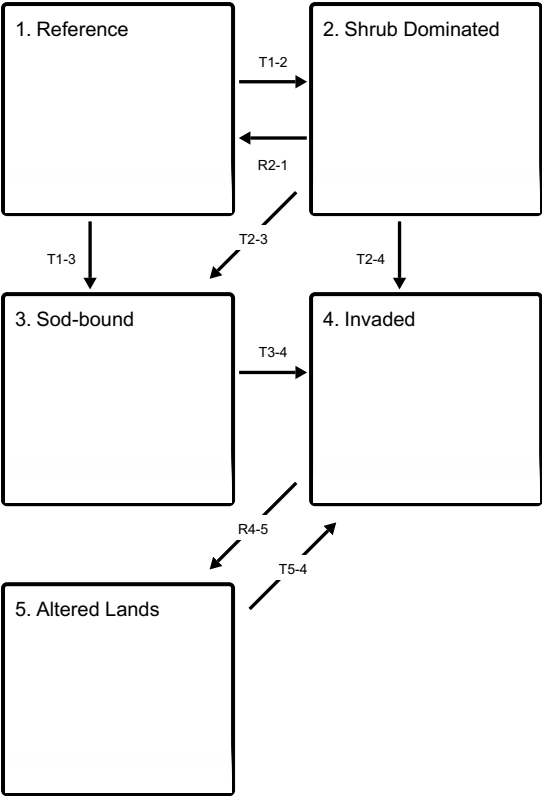 1. Reference
2. Shrub Dominated
T1-2
R2-1
T1-3
T2-3
T2-4
3. Sod-bound
4. Invaded
T3-4
R4-5
T5-4
5. Altered Lands